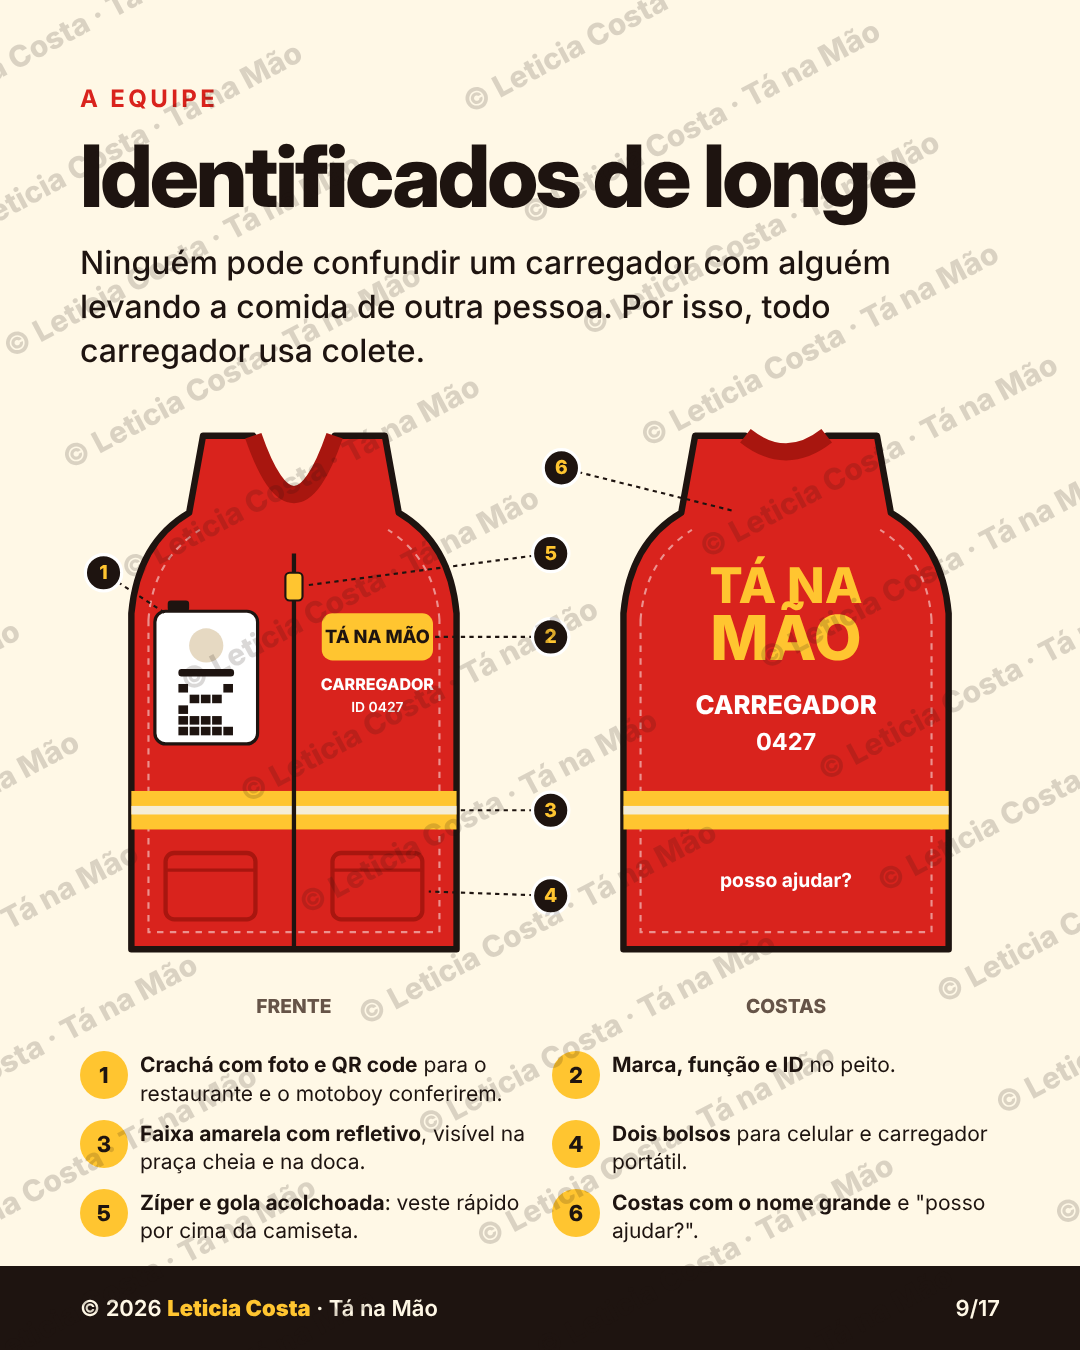 A EQUIPE
Identificados de longe
Ninguém pode confundir um carregador com alguém
levando a comida de outra pessoa. Por isso, todo
carregador usa colete.
1
6
5
2
3
4
TÁ NA MÃO
CARREGADOR
ID 0427
TÁ NA
MÃO
CARREGADOR
0427
posso ajudar?
FRENTE
COSTAS
1 Crachá com foto e QR code para o
restaurante e o motoboy conferirem.
2 Marca, função e ID no peito.
3 Faixa amarela com refletivo, visível na
praça cheia e na doca.
4 Dois bolsos para celular e carregador
portátil.
5 Zíper e gola acolchoada: veste rápido
por cima da camiseta.
6 Costas com o nome grande e "posso
ajudar?".
© 2026 Leticia Costa · Tá na Mão
9/17
© Leticia Costa · Tá na Mão